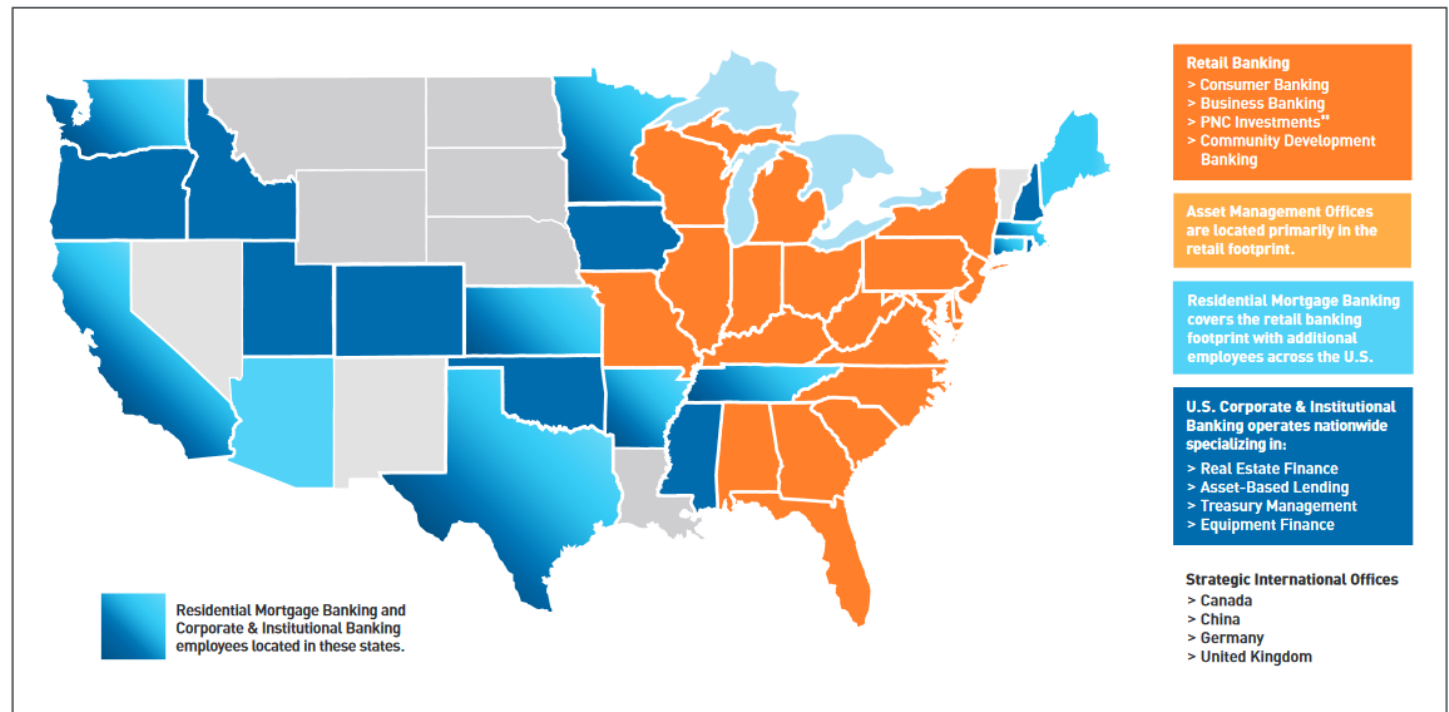 Retail Banking
> Consumer Banking
> Business Banking
> PNC Investments**
> Community Development
Banking
Asset Management Offices
are located primarily in the
retail footprint.
Residential Mortgage Banking
covers the retail banking
footprint with additional
employees across the U.S.
U.S. Corporate & Institutional
Banking operates nationwide
specializing in:
> Real Estate Finance
> Asset-Based Lending
> Treasury Management
> Equipment Finance
Strategic International Offices
> Canada
> China
> Germany
> United Kingdom
Residential Mortgage Banking and
Corporate & Institutional Banking
employees located in these states.